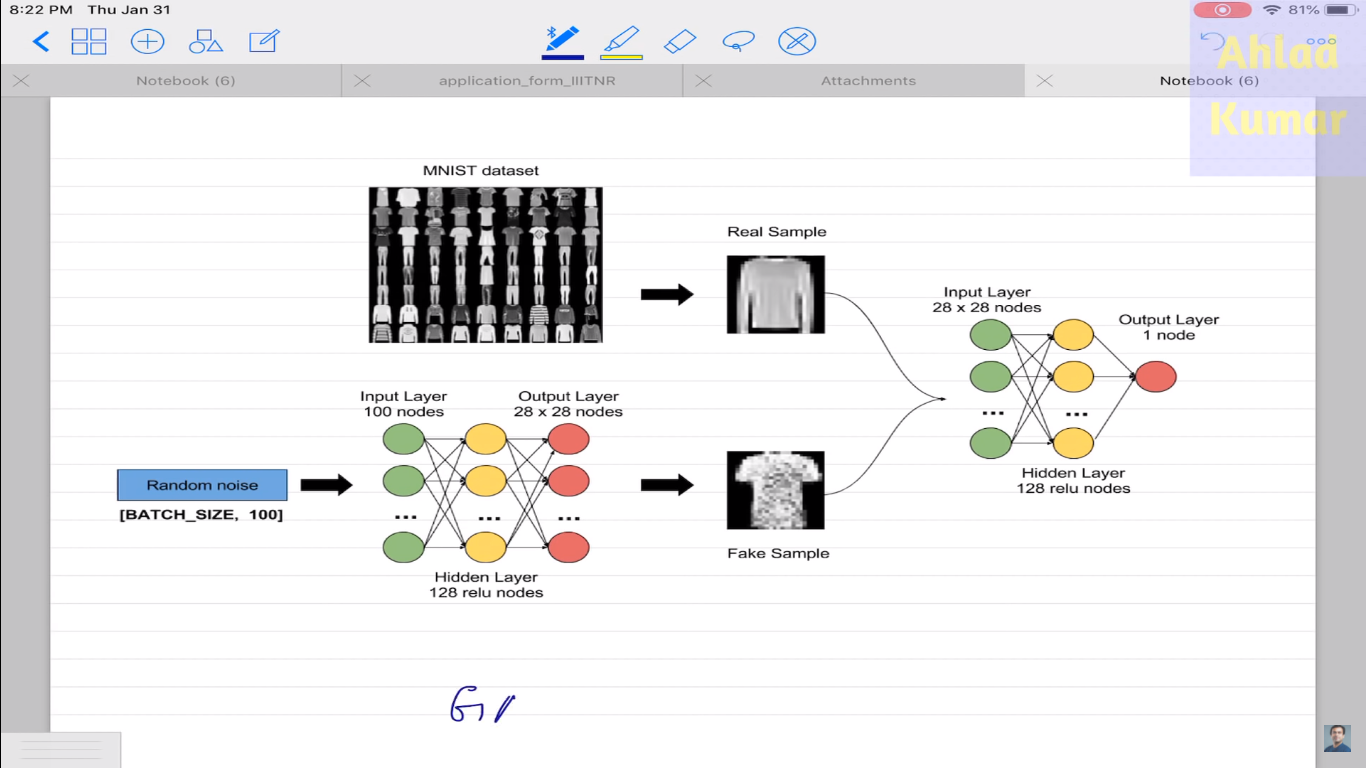 8:22 PM Thu Jan 31
81%
Ahlad
Kumar
Notebook (6)
application_form_IIITNR
Attachments
Notebook (6)
MNIST dataset
Real Sample
Input Layer
28 x 28 nodes
Output Layer
1 node
Hidden Layer
128 relu nodes
Input Layer
100 nodes
Output Layer
28 x 28 nodes
Random noise
[BATCH_SIZE, 100]
Hidden Layer
128 relu nodes
Fake Sample